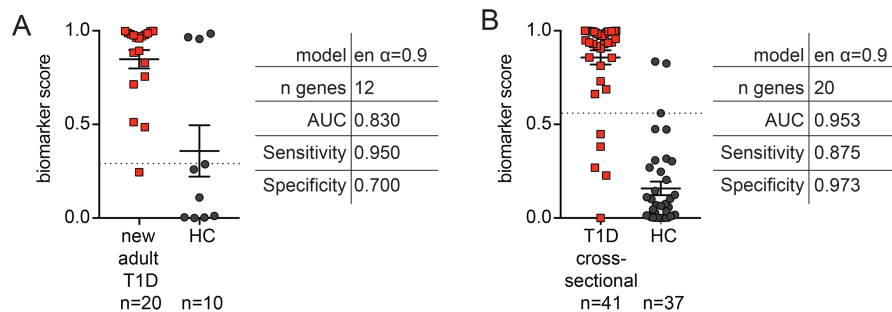 A
biomarker score
1.0
0.5
0.0
new
adult
T1D
n=20
HC
n=10
model en α=0.9
n genes 12
AUC 0.830
Sensitivity 0.950
Specificity 0.700
B
biomarker score
1.0
0.5
0.0
T1D
cross-
sectional
n=41
HC
n=37
model en α=0.9
n genes 20
AUC 0.953
Sensitivity 0.875
Specificity 0.973